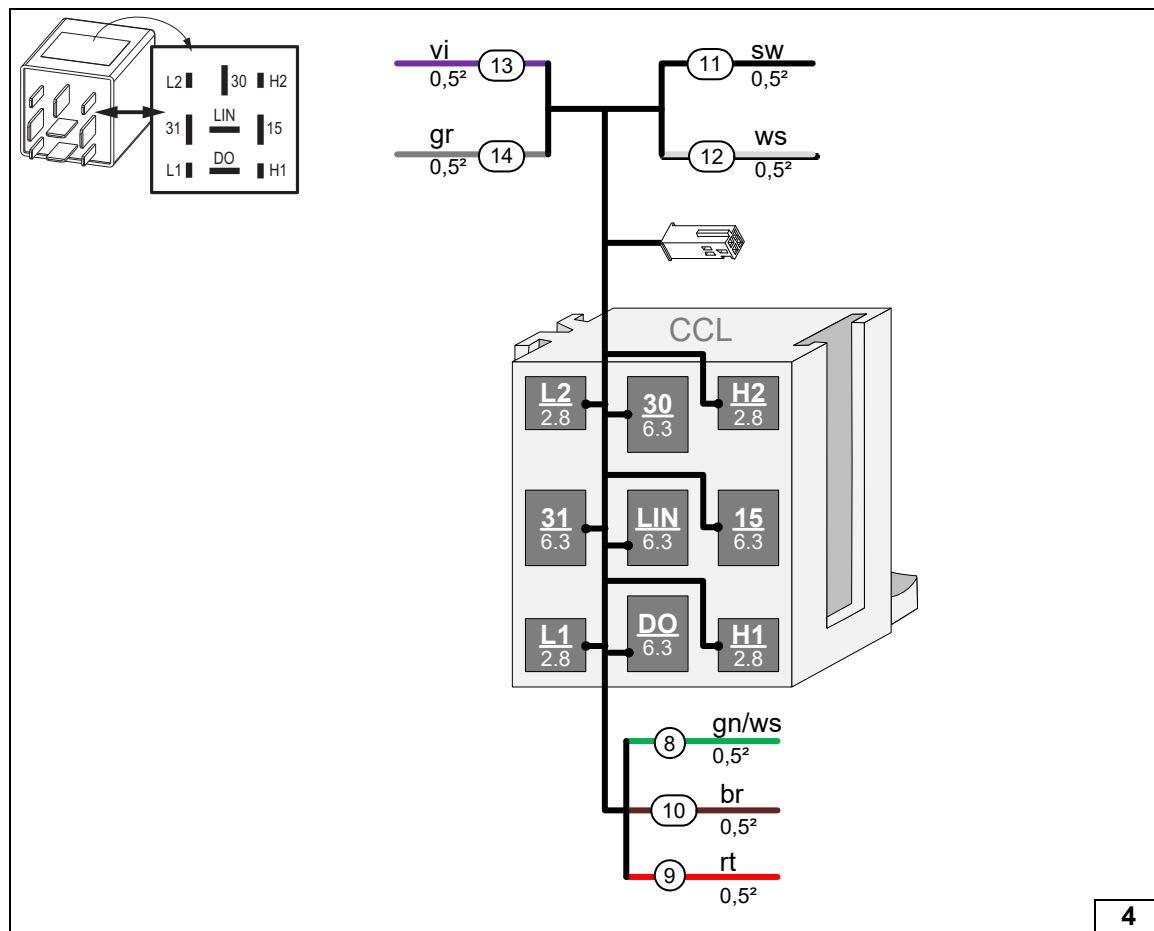 L2 30 H2
31 LIN 15
L1 DO H1
vi 13
0,5²
gr 14
0,5²
11 sw
0,5²
12 ws
0,5²
CCL
L2 30 H2
2.8 6.3 2.8
31 LIN 15
6.3 6.3 6.3
L1 DO H1
2.8 6.3 2.8
8 gn/ws
0,5²
10 br
0,5²
9 rt
0,5²
4